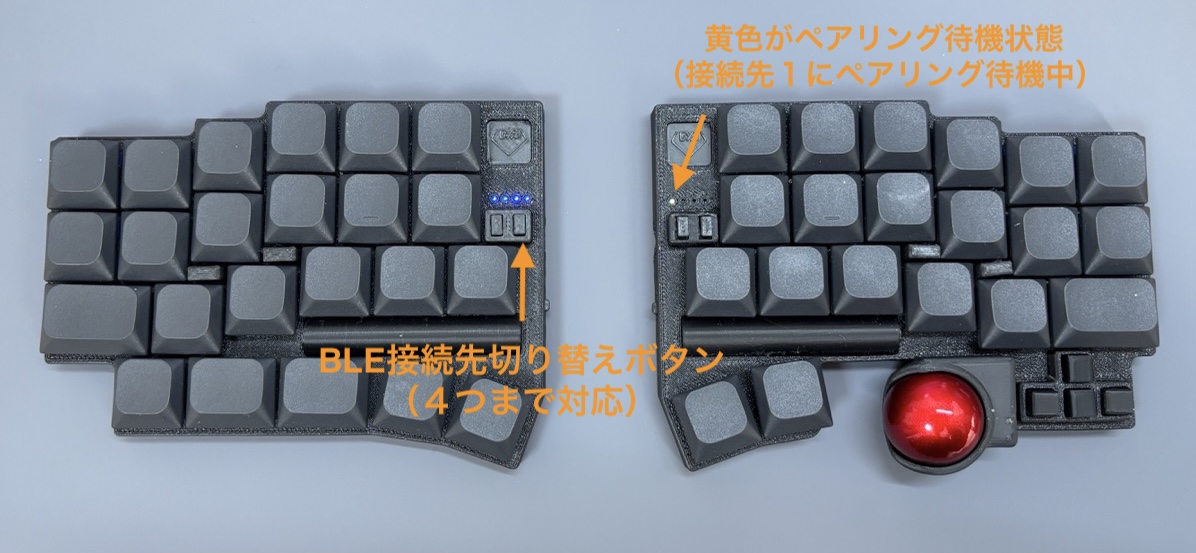 黄色がペアリング待機状態
（接続先１にペアリング待機中）
BLE接続先切り替えボタン
（４つまで対応）